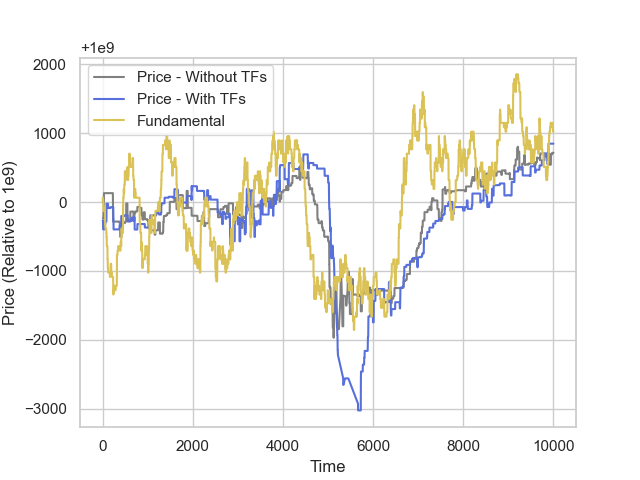 +1e9
2000
1000
0
−1000
−2000
−3000
Price (Relative to 1e9)
Price - Without TFs
Price - With TFs
Fundamental
0 2000 4000 6000 8000 10000
Time